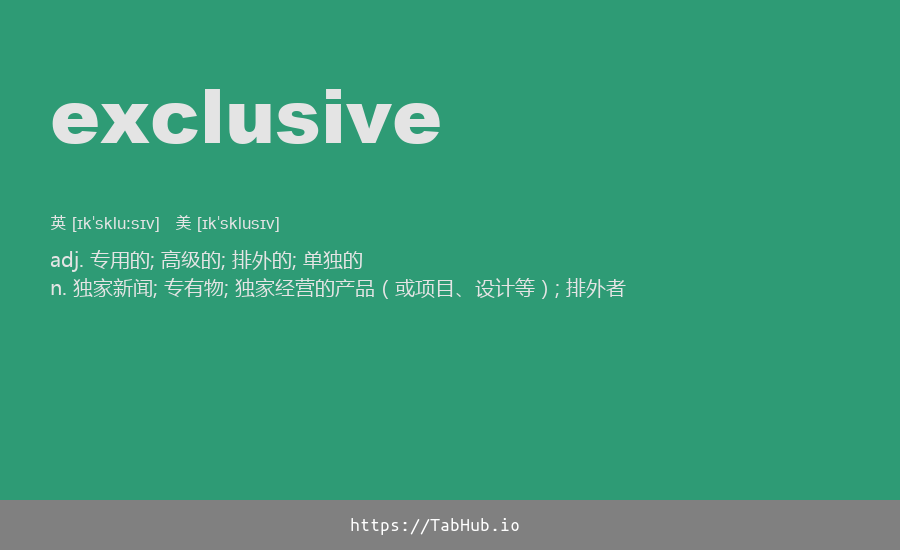 exclusive
英 [ɪkˈskluːsɪv] 美 [ɪkˈsklusɪv]
adj. 专用的; 高级的; 排外的; 单独的
n. 独家新闻; 专有物; 独家经营的产品（或项目、设计等）; 排外者
https://TabHub.io